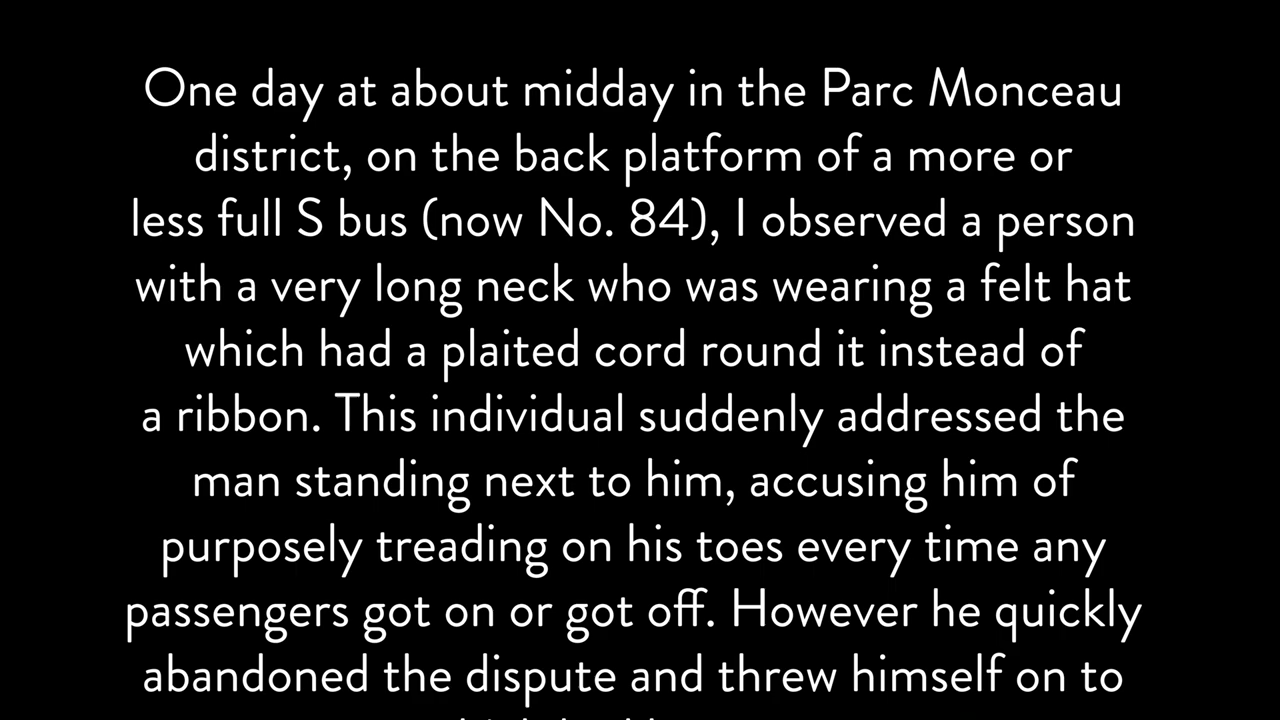 One day at about midday in the Parc Monceau
district, on the back platform of a more or
less full S bus (now No. 84), I observed a person
with a very long neck who was wearing a felt hat
which had a plaited cord round it instead of
a ribbon. This individual suddenly addressed the
man standing next to him, accusing him of
purposely treading on his toes every time any
passengers got on or got off. However he quickly
abandoned the dispute and threw himself on to